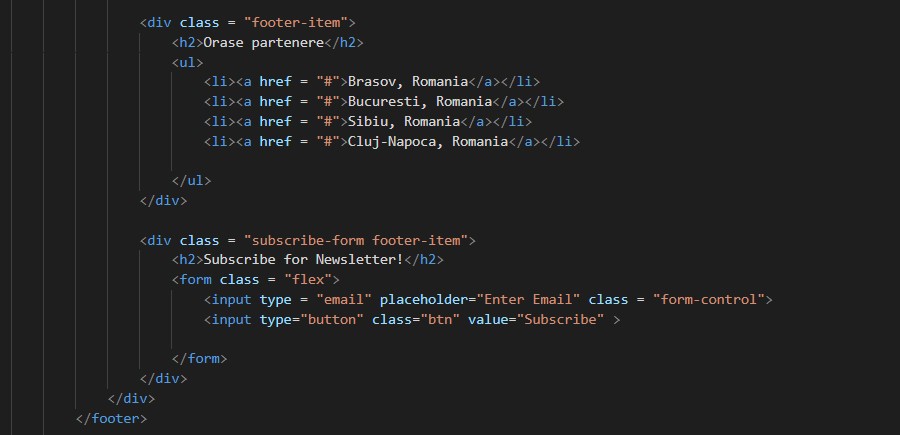 <div class = "footer-item">
<h2>Orase partenere</h2>
<ul>
<li><a href = "#">Brasov, Romania</a></li>
<li><a href = "#">Bucuresti, Romania</a></li>
<li><a href = "#">Sibiu, Romania</a></li>
<li><a href = "#">Cluj-Napoca, Romania</a></li>
</ul>
</div>
<div class = "subscribe-form footer-item">
<h2>Subscribe for Newsletter!</h2>
<form class = "flex">
<input type = "email" placeholder="Enter Email" class = "form-control">
<input type="button" class="btn" value="Subscribe" >
</form>
</div>
</div>
</footer>